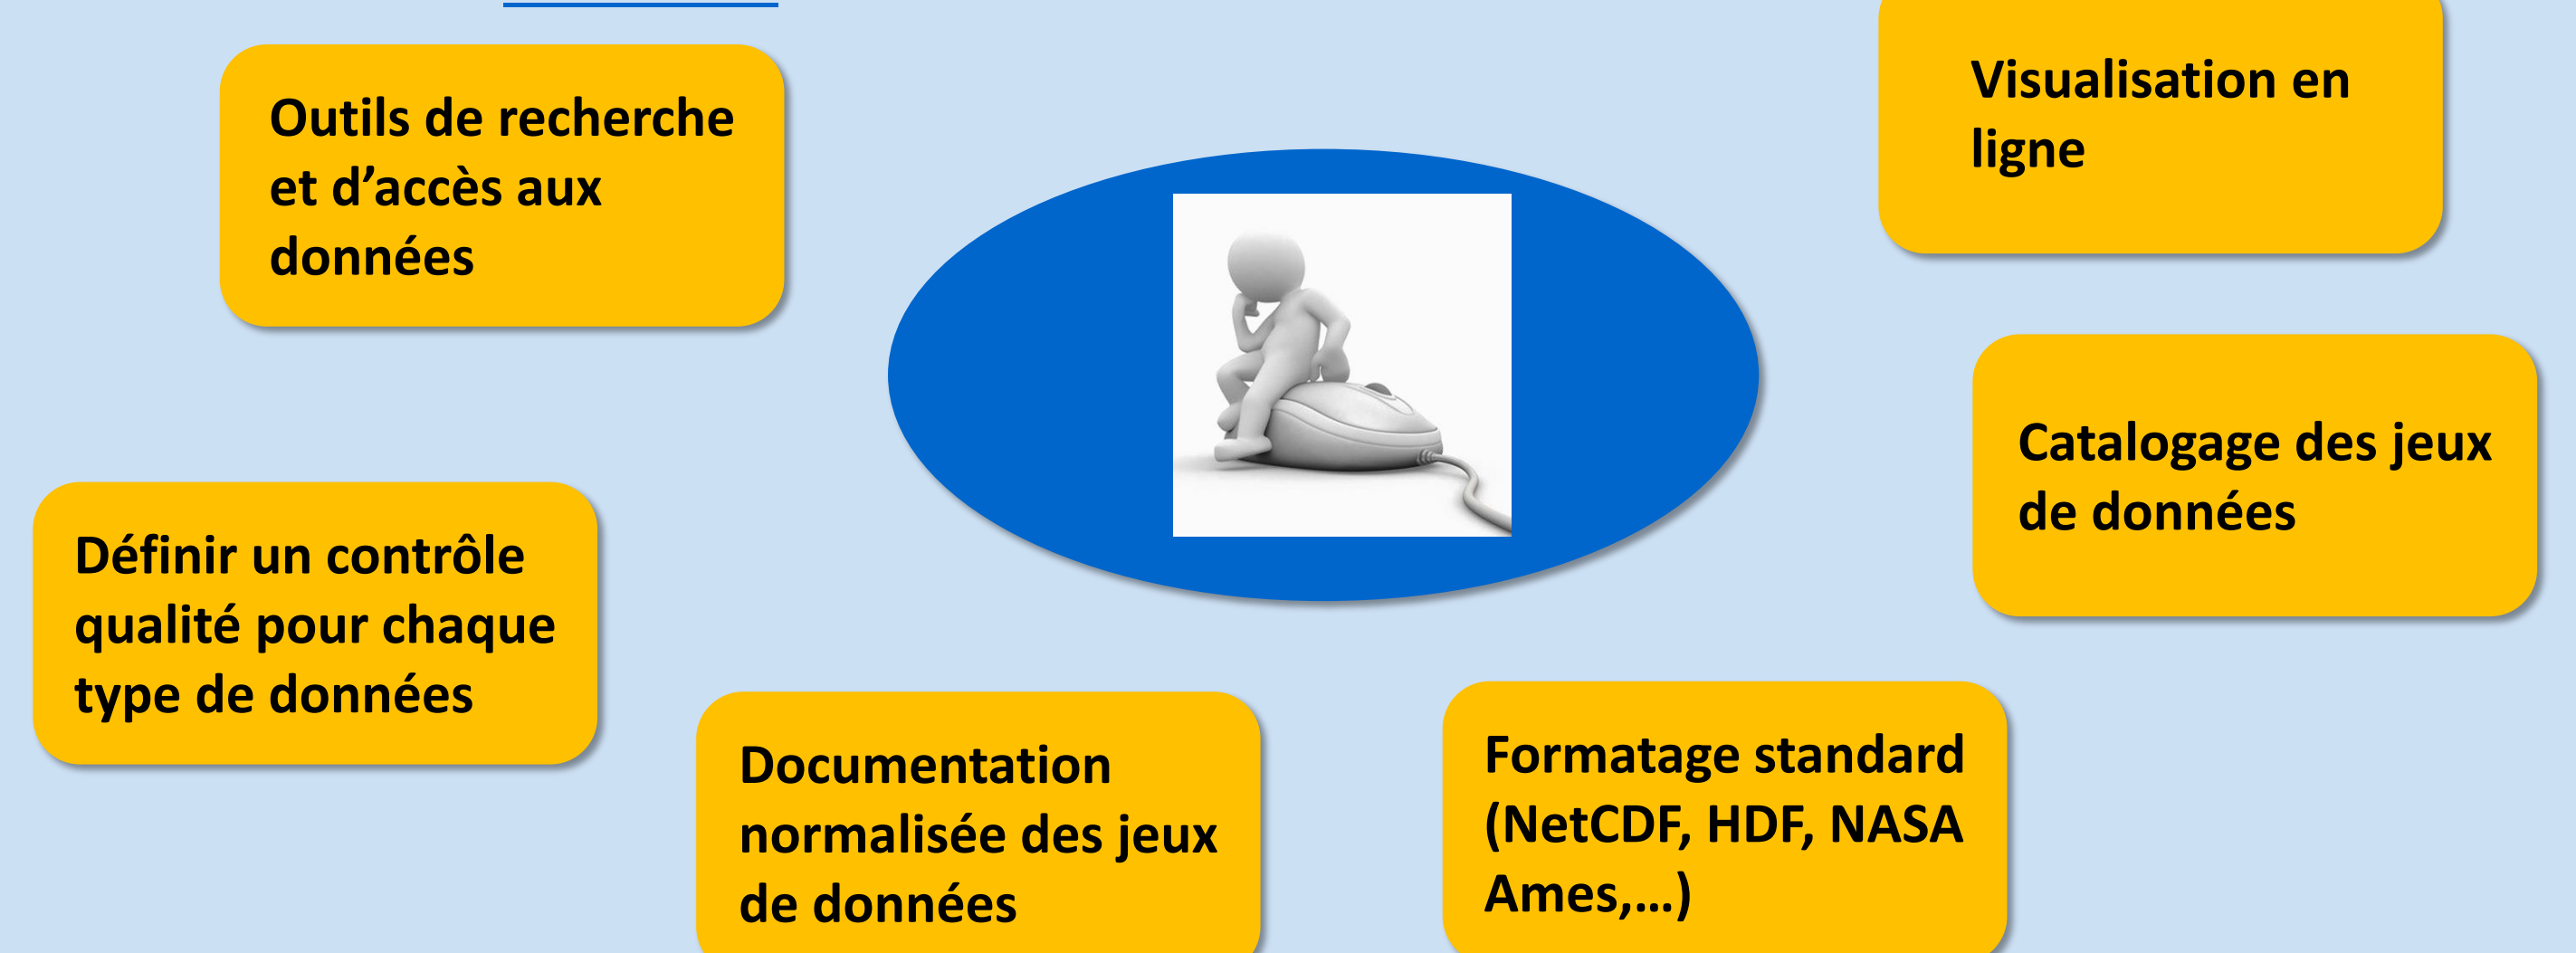 Outils de recherche
et d’accès aux
données
Visualisation en
ligne
Catalogage des jeux
de données
Définir un contrôle
qualité pour chaque
type de données
Documentation
normalisée des jeux
de données
Formatage standard
(NetCDF, HDF, NASA
Ames,…)